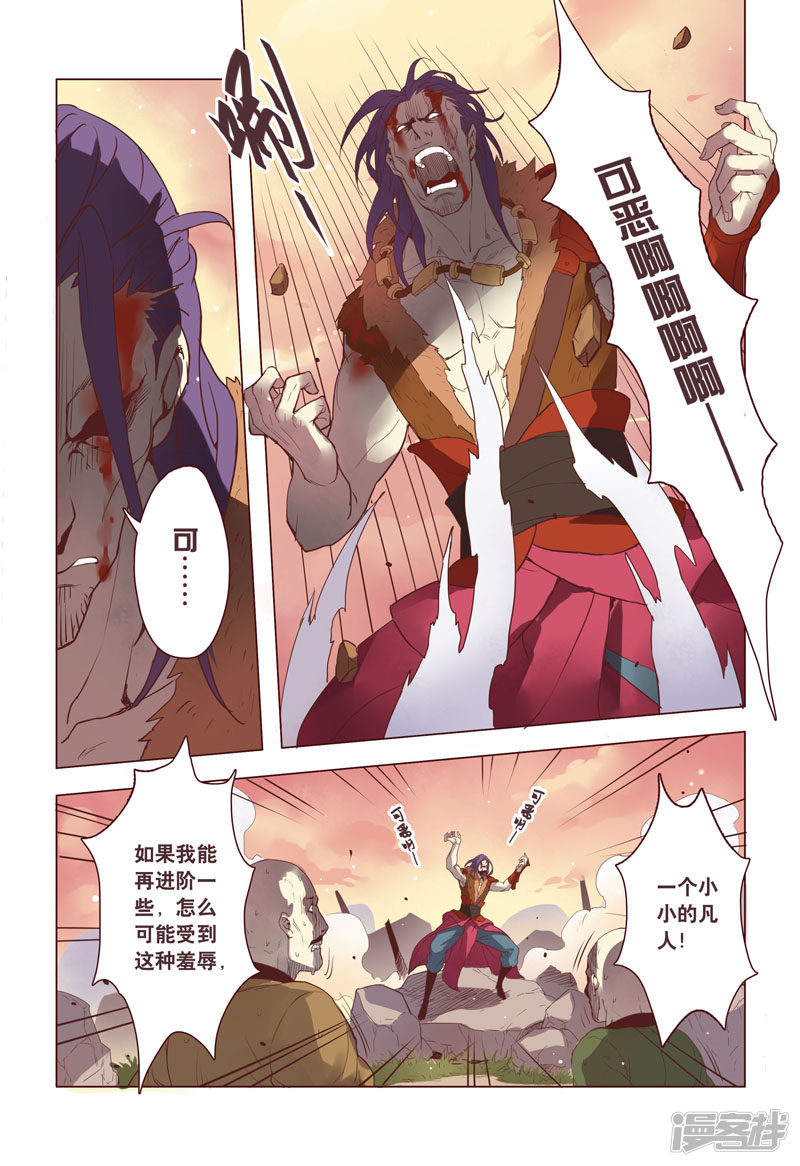 可……
唰
可恶啊啊啊啊——
如果我能
再进阶一
些，怎么
可能受到
这种羞辱，
可恶啊—
可恶啊—
一个小
小的凡
人！
漫客栈